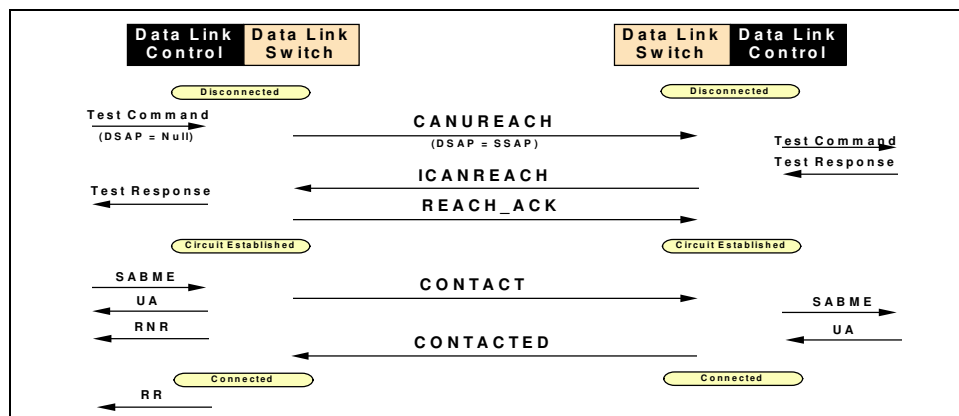 Data Link Control
Data Link Switch
Data Link Switch
Data Link Control
Disconnected
Disconnected
Test Command
(DSAP = Null)
CANUREACH
(DSAP = SSAP)
Test Command
Test Response
ICANREACH
Test Response
REACH_ACK
Circuit Established
Circuit Established
SABME
CONTACT
UA
SABME
RNR
UA
CONTACTED
Connected
Connected
RR